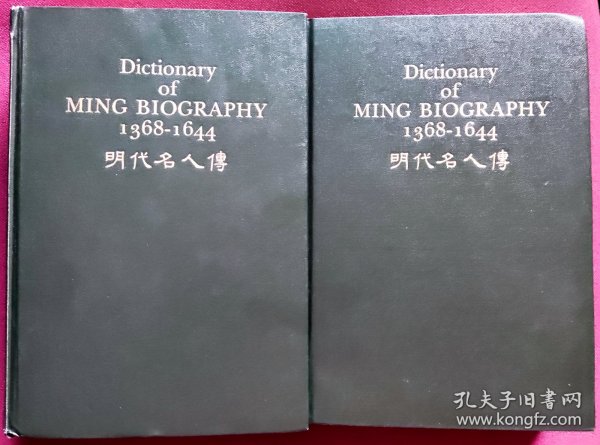 Dictionary
of
MING BIOGRAPHY
1368-1644
明代名人傳
Dictionary
of
MING BIOGRAPHY
1368-1644
明代名人傳
孔夫子旧書网
www.kongfz.com